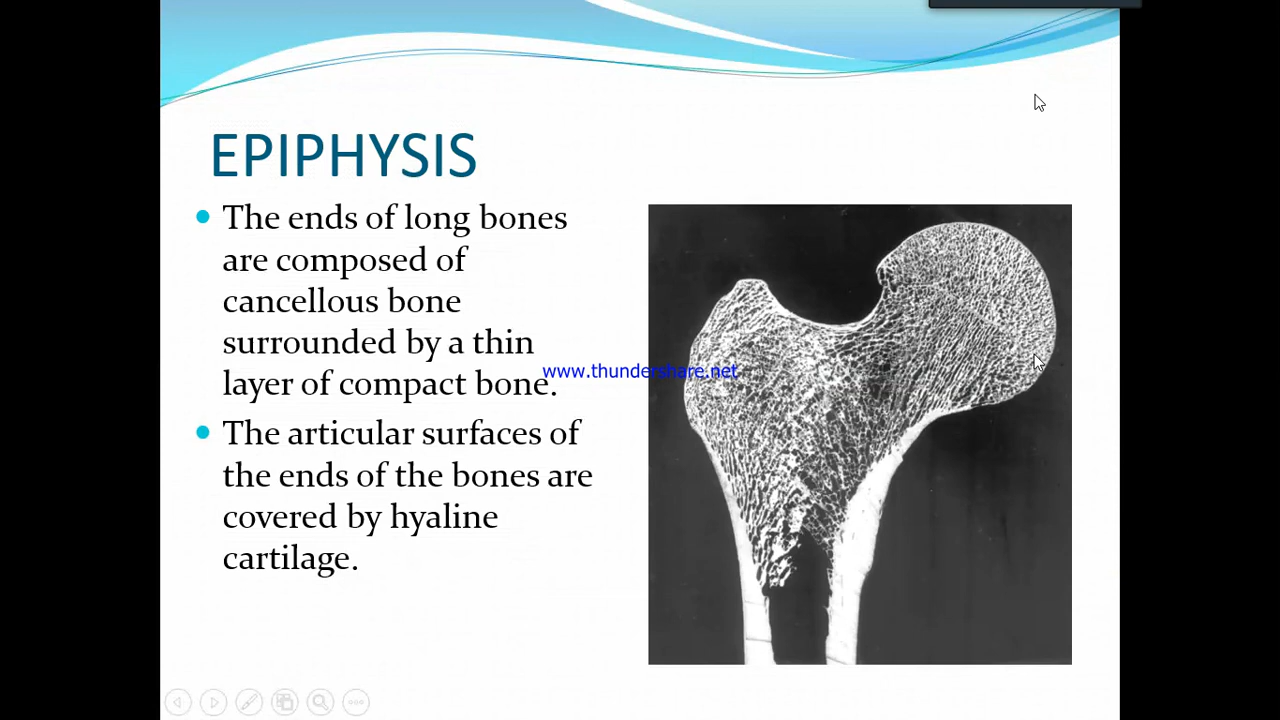 EPIPHYSIS
The ends of long bones
are composed of
cancellous bone
surrounded by a thin
layer of compact bone.
www.thundershare.net
The articular surfaces of
the ends of the bones are
covered by hyaline
cartilage.